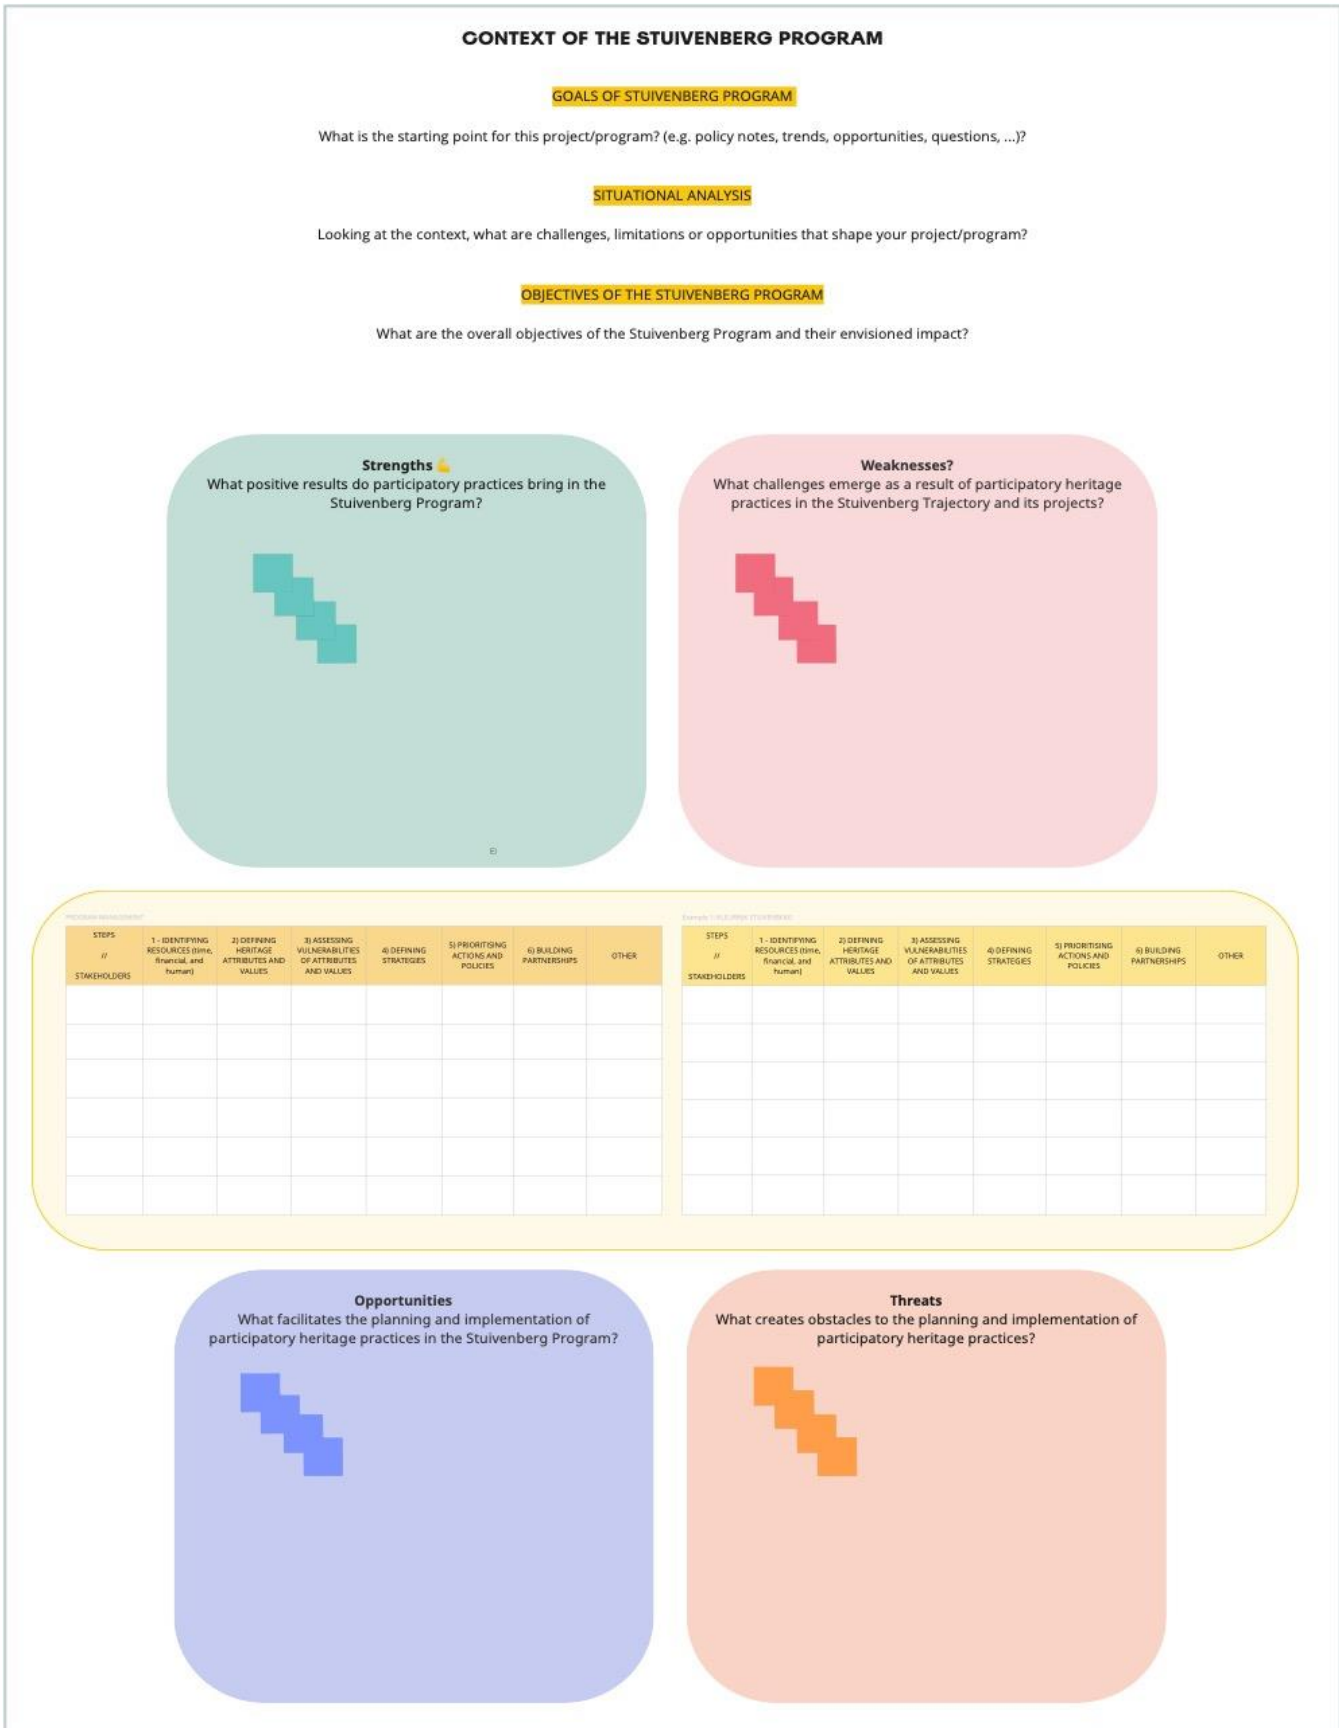 CONTEXT OF THE STUIVENBERG PROGRAM
GOALS OF STUIVENBERG PROGRAM
What is the starting point for this project/program? (e.g. policy notes, trends, opportunities, questions, ...)?
SITUATIONAL ANALYSIS
Looking at the context, what are challenges, limitations or opportunities that shape your project/program?
OBJECTIVES OF THE STUIVENBERG PROGRAM
What are the overall objectives of the Stuivenberg Program and their envisioned impact?
Strengths 💪
What positive results do participatory practices bring in the
Stuivenberg Program?
Weaknesses?
What challenges emerge as a result of participatory heritage
practices in the Stuivenberg Trajectory and its projects?
PROGRAM MANAGEMENT
STEPS
//
STAKEHOLDERS
1 - IDENTIFYING
RESOURCES (time,
financial, and
human)
2) DEFINING
HERITAGE
ATTRIBUTES AND
VALUES
3) ASSESSING
VULNERABILITIES
OF ATTRIBUTES
AND VALUES
4) DEFINING
STRATEGIES
5) PRIORITISING
ACTIONS AND
POLICIES
6) BUILDING
PARTNERSHIPS
OTHER
STEPS
//
STAKEHOLDERS
1 - IDENTIFYING
RESOURCES (time,
financial, and
human)
2) DEFINING
HERITAGE
ATTRIBUTES AND
VALUES
3) ASSESSING
VULNERABILITIES
OF ATTRIBUTES
AND VALUES
4) DEFINING
STRATEGIES
5) PRIORITISING
ACTIONS AND
POLICIES
6) BUILDING
PARTNERSHIPS
OTHER
Opportunities
What facilitates the planning and implementation of
participatory heritage practices in the Stuivenberg Program?
Threats
What creates obstacles to the planning and implementation of
participatory heritage practices?